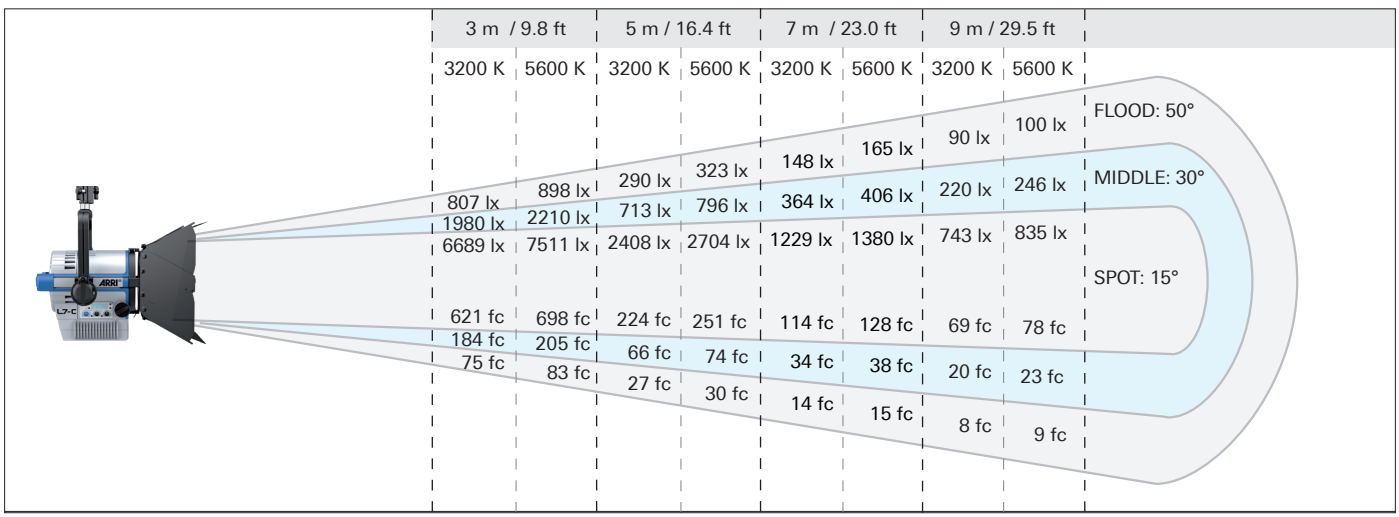 3 m / 9.8 ft 5 m / 16.4 ft 7 m / 23.0 ft 9 m / 29.5 ft
3200 K 5600 K 3200 K 5600 K 3200 K 5600 K 3200 K 5600 K
FLOOD: 50°
807 lx 898 lx 290 lx 323 lx 148 lx 165 lx 90 lx 100 lx
MIDDLE: 30°
1980 lx 2210 lx 713 lx 796 lx 364 lx 406 lx 220 lx 246 lx
6689 lx 7511 lx 2408 lx 2704 lx 1229 lx 1380 lx 743 lx 835 lx
SPOT: 15°
ARRI
L7-C
621 fc 698 fc 224 fc 251 fc 114 fc 128 fc 69 fc 78 fc
184 fc 205 fc 66 fc 74 fc 34 fc 38 fc 20 fc 23 fc
75 fc 83 fc 27 fc 30 fc 14 fc 15 fc 8 fc 9 fc